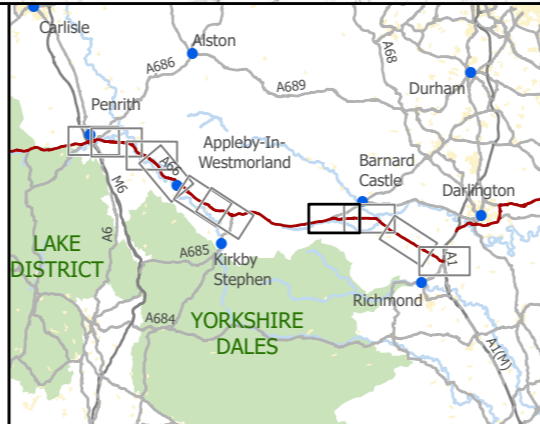 Carlisle
Alston
A68
A686
A689
Durham
Penrith
Appleby-In-
Westmorland
A66
Barnard
Castle
Darlington
M6
A6
LAKE
DISTRICT
A685
Kirkby
Stephen
A1
Richmond
A684
YORKSHIRE
DALES
A1(M)